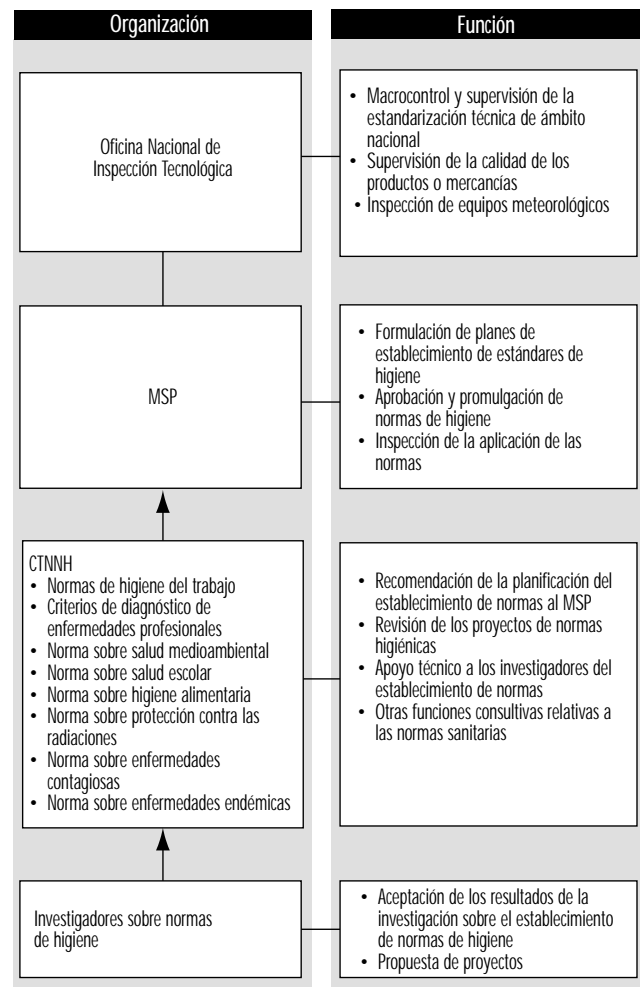 Organización
Función
Oficina Nacional de
Inspección Tecnológica
• Macrocontrol y supervisión de la
estandarización técnica de ámbito
nacional
• Supervisión de la calidad de los
productos o mercancías
• Inspección de equipos meteorológicos
MSP
• Formulación de planes de
establecimiento de estándares de
higiene
• Aprobación y promulgación de
normas de higiene
• Inspección de la aplicación de las
normas
CTNNH
• Normas de higiene del trabajo
• Criterios de diagnóstico de
enfermedades profesionales
• Norma sobre salud medioambiental
• Norma sobre salud escolar
• Norma sobre higiene alimentaria
• Norma sobre protección contra las
radiaciones
• Norma sobre enfermedades
contagiosas
• Norma sobre enfermedades endémicas
• Recomendación de la planificación del
establecimiento de normas al MSP
• Revisión de los proyectos de normas
higiénicas
• Apoyo técnico a los investigadores del
establecimiento de normas
• Otras funciones consultivas relativas a
las normas sanitarias
Investigadores sobre normas
de higiene
• Aceptación de los resultados de la
investigación sobre el establecimiento
de normas de higiene
• Propuesta de proyectos